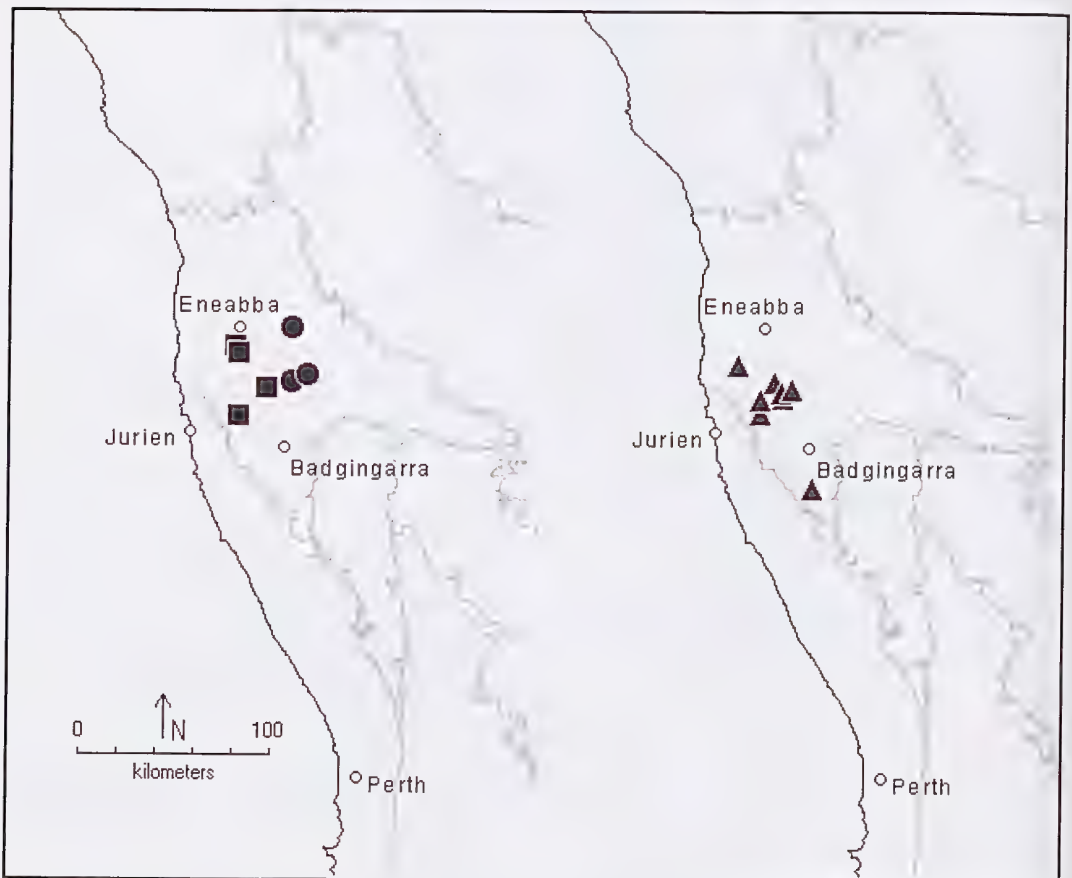 Eneabba
Jurien
Badgingarra
0 N 100
kilometers
Perth
Eneabba
Jurien
Badgingarra
Perth